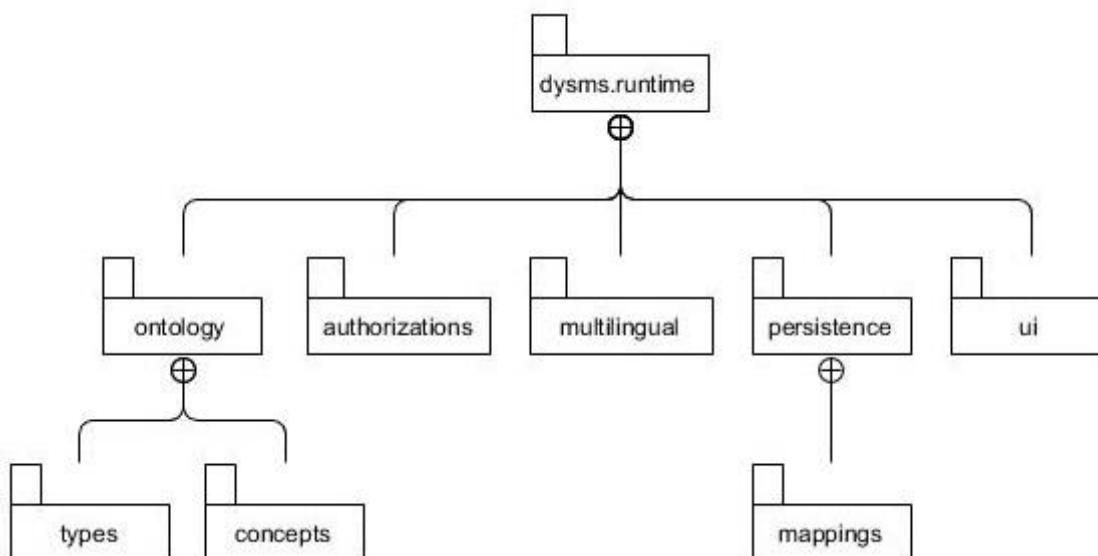 dysms.runtime
ontology
authorizations
multilingual
persistence
ui
types
concepts
mappings